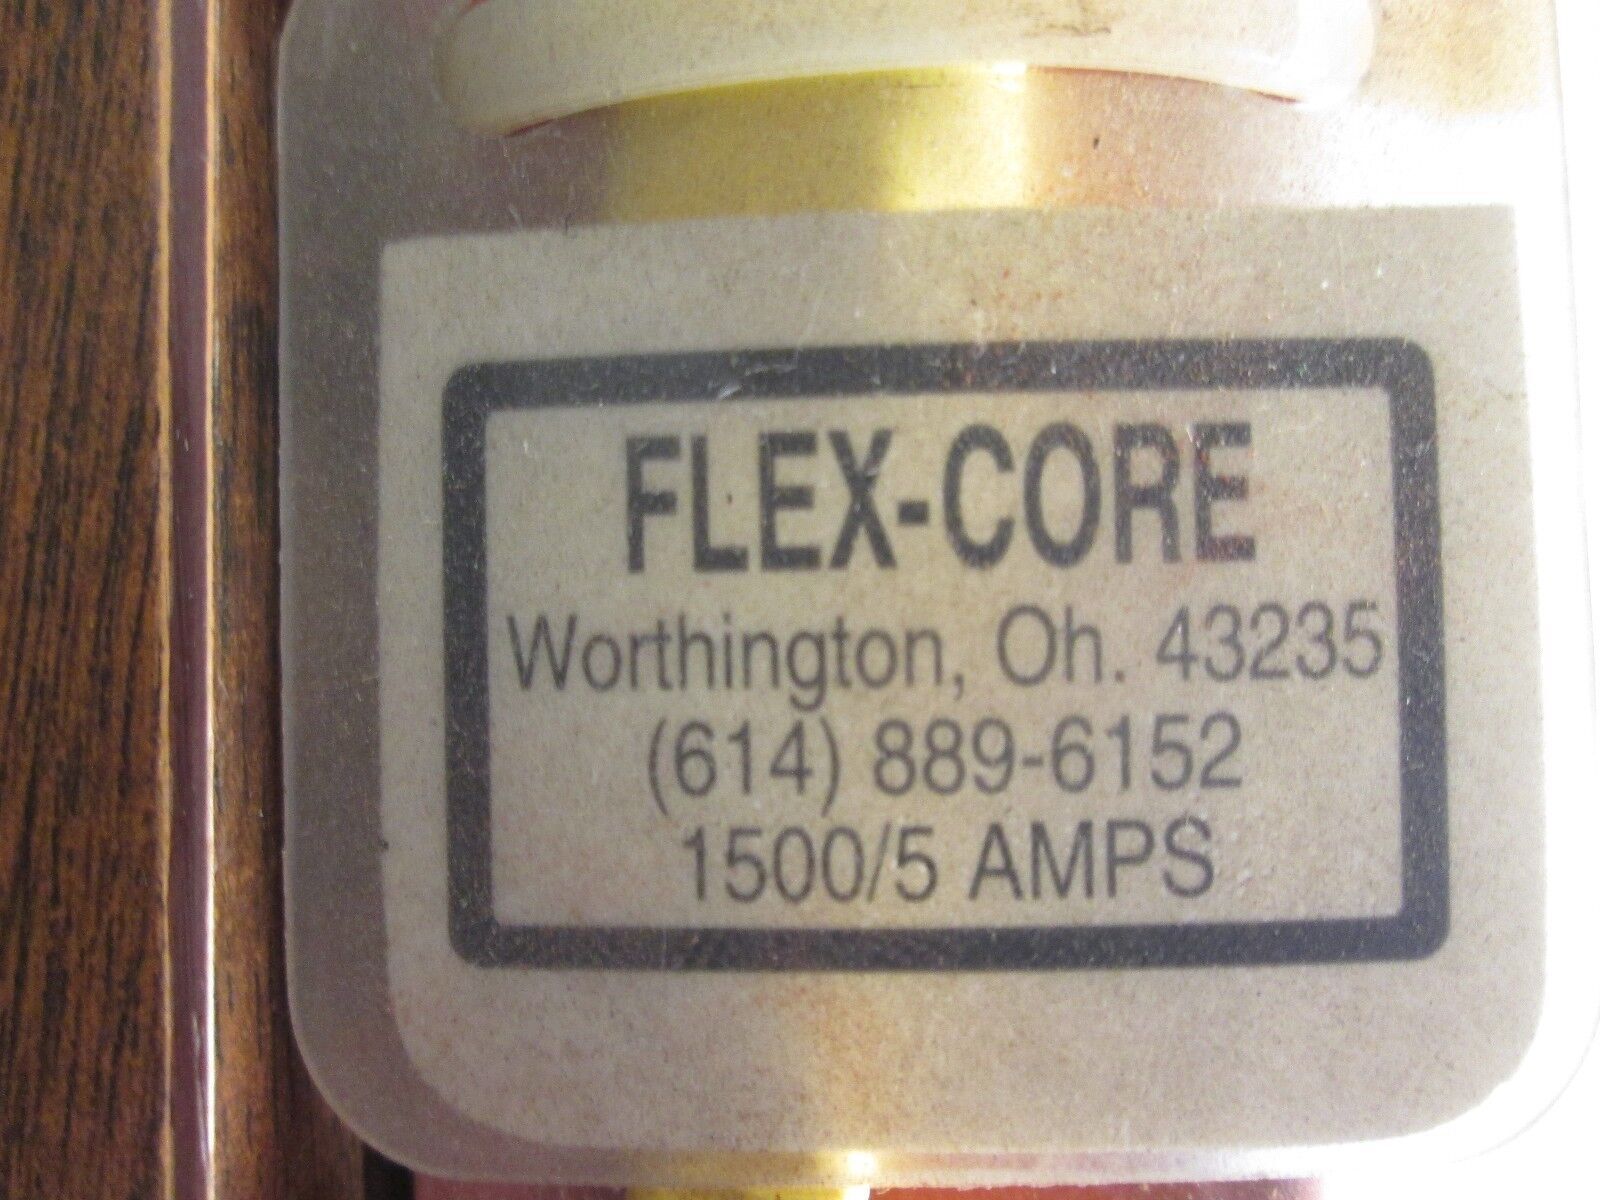 FLEX-CORE
Worthington, Oh. 43235
(614) 889-6152
1500/5 AMPS